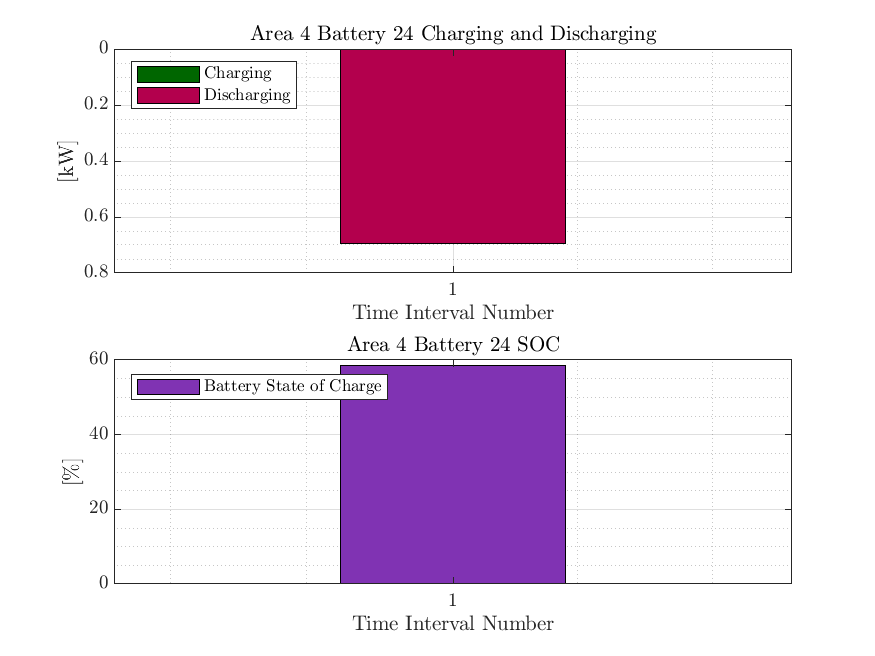 Area 4 Battery 24 Charging and Discharging
0
0.2
0.4
0.6
0.8
[kW]
Charging
Discharging
1
Time Interval Number
Area 4 Battery 24 SOC
60
40
20
0
[%]
Battery State of Charge
1
Time Interval Number